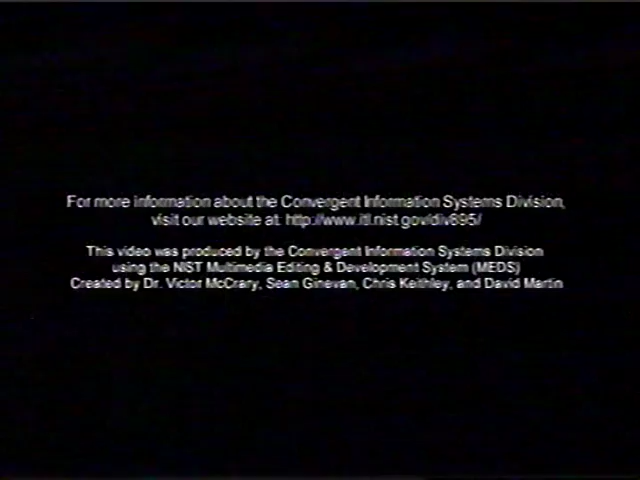 For more information about the Convergent Information Systems Division,
visit our website at: http://www.itl.nist.gov/div895/
This video was produced by the Convergent Information Systems Division
using the NIST Multimedia Editing & Development System (MEDS)
Created by Dr. Victor McCrary, Sean Ginevan, Chris Keithley, and David Martin